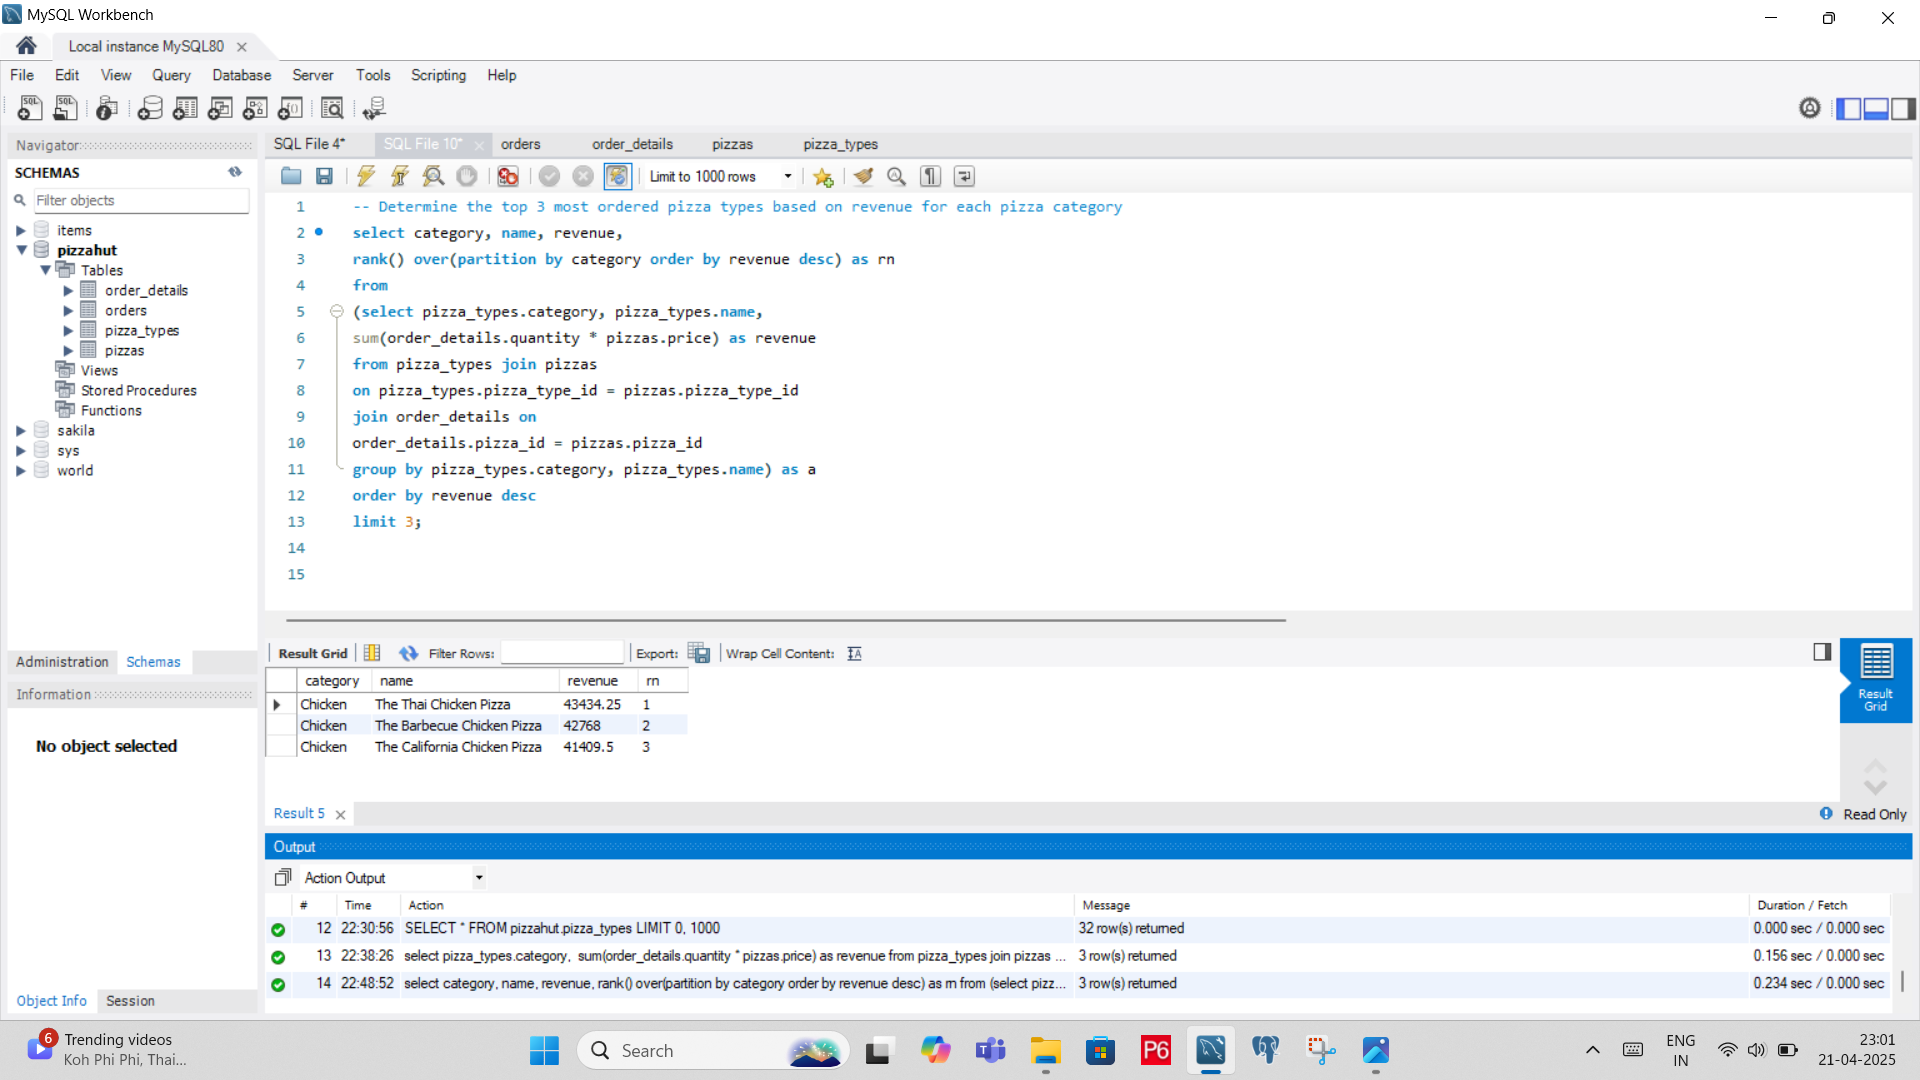 MySQL Workbench
Local instance MySQL80
File Edit View Query Database Server Tools Scripting Help
Navigator
SCHEMAS
Filter objects
items
pizzahut
Tables
order_details
orders
pizza_types
pizzas
Views
Stored Procedures
Functions
sakila
sys
world
Administration Schemas
Information
No object selected
Object Info Session
SQL File 4* SQL File 10* orders order_details pizzas pizza_types
Limit to 1000 rows
1 -- Determine the top 3 most ordered pizza types based on revenue for each pizza category
2 select category, name, revenue,
3 rank() over(partition by category order by revenue desc) as rn
4 from
5 (select pizza_types.category, pizza_types.name,
6 sum(order_details.quantity * pizzas.price) as revenue
7 from pizza_types join pizzas
8 on pizza_types.pizza_type_id = pizzas.pizza_type_id
9 join order_details on
10 order_details.pizza_id = pizzas.pizza_id
11 group by pizza_types.category, pizza_types.name) as a
12 order by revenue desc
13 limit 3;
14
15
Result Grid Filter Rows: Export: Wrap Cell Content:
category name revenue rn
Chicken The Thai Chicken Pizza 43434.25 1
Chicken The Barbecue Chicken Pizza 42768 2
Chicken The California Chicken Pizza 41409.5 3
Result Grid
Result 5
Read Only
Output
Action Output
# Time Action Message Duration / Fetch
12 22:30:56 SELECT * FROM pizzahut.pizza_types LIMIT 0, 1000 32 row(s) returned 0.000 sec / 0.000 sec
13 22:38:26 select pizza_types.category, sum(order_details.quantity * pizzas.price) as revenue from pizza_types join pizzas ... 3 row(s) returned 0.156 sec / 0.000 sec
14 22:48:52 select category, name, revenue, rank() over(partition by category order by revenue desc) as rn from (select pizz... 3 row(s) returned 0.234 sec / 0.000 sec
6
Trending videos
Koh Phi Phi, Thai...
Search
P6
ENG
IN
23:01
21-04-2025